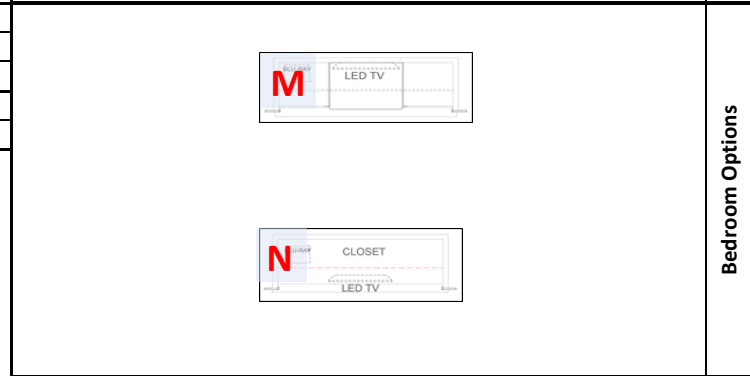 BLU-RAY
M
LED TV
BLU-RAY
N
CLOSET
LED TV
Bedroom Options